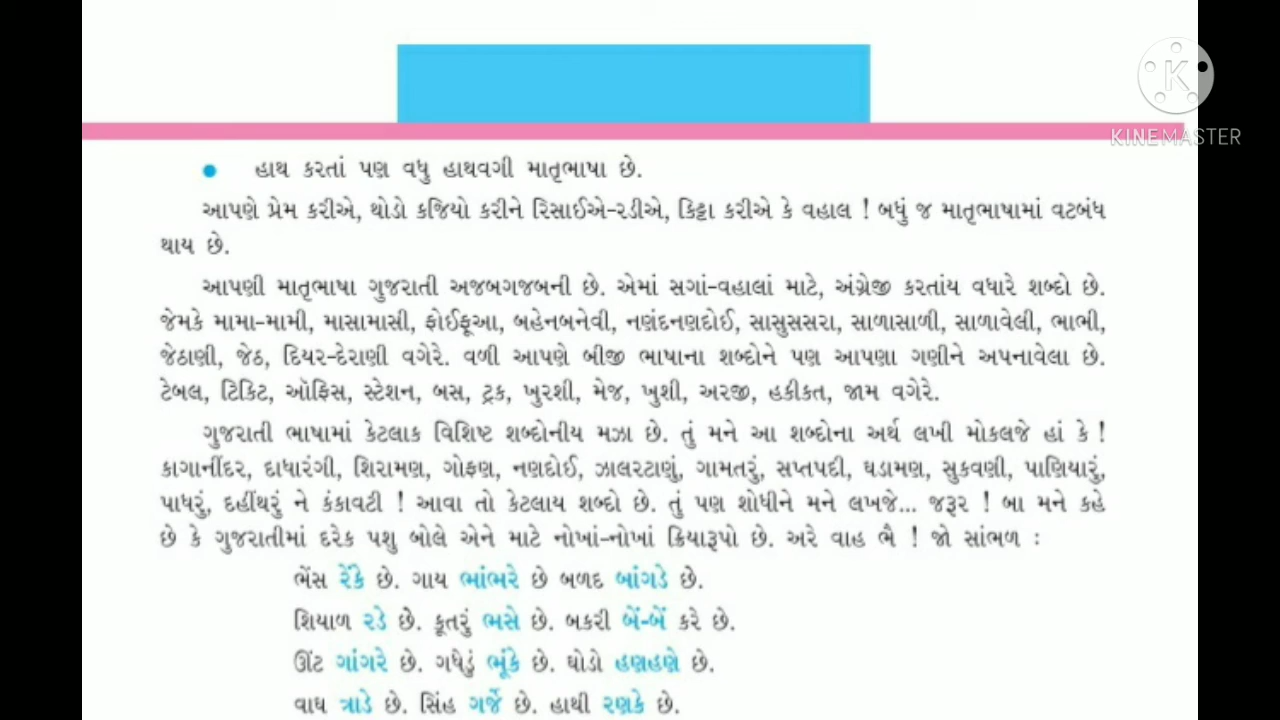 K
KINEMASTER
હાથ કરતાં પણ વધુ હાથવગી માતૃભાષા છે.
આપણે પ્રેમ કરીએ, થોડો કજિયો કરીને રિસાઈએ-રડીએ, કિટ્ટા કરીએ કે વહાલ ! બધું જ માતૃભાષામાં વટબંધ
થાય છે.
આપણી માતૃભાષા ગુજરાતી અજબગજબની છે. એમાં સગાં-વહાલાં માટે, અંગ્રેજી કરતાંય વધારે શબ્દો છે.
જેમકે મામા-મામી, માસામાસી, ફોઈફૂઆ, બહેનબનેવી, નણંદનણદોઈ, સાસુસસરા, સાળાસાળી, સાળાવેલી, ભાભી,
જેઠાણી, જેઠ, દિયર-દેરાણી વગેરે. વળી આપણે બીજી ભાષાના શબ્દોને પણ આપણા ગણીને અપનાવેલા છે.
ટેબલ, ટિકિટ, ઑફિસ, સ્ટેશન, બસ, ટ્રક, ખુરશી, મેજ, ખુશી, અરજી, હકીકત, જામ વગેરે.
ગુજરાતી ભાષામાં કેટલાક વિશિષ્ટ શબ્દોનીય મઝા છે. તું મને આ શબ્દોના અર્થ લખી મોકલજે હાં કે !
કાગાનીંદર, દાધારંગી, શિરામણ, ગોફણ, નણદોઈ, ઝાલરટાણું, ગામતરું, સપ્તપદી, ઘડામણ, સુકવણી, પાણિયારું,
પાધરું, દહીંથરું ને કંકાવટી ! આવા તો કેટલાય શબ્દો છે. તું પણ શોધીને મને લખજે... જરૂર ! બા મને કહે
છે કે ગુજરાતીમાં દરેક પશુ બોલે એને માટે નોખાં-નોખાં ક્રિયારૂપો છે. અરે વાહ ભૈ ! જો સાંભળ :
ભેંસ રેંકે છે. ગાય ભાંભરે છે બળદ બાંગડે છે.
શિયાળ રડે છે. કૂતરું ભસે છે. બકરી બેં-બેં કરે છે.
ઊંટ ગાંગરે છે. ગધેડું ભૂંકે છે. ઘોડો હણહણે છે.
વાઘ ત્રાડે છે. સિંહ ગર્જે છે. હાથી રણકે છે.